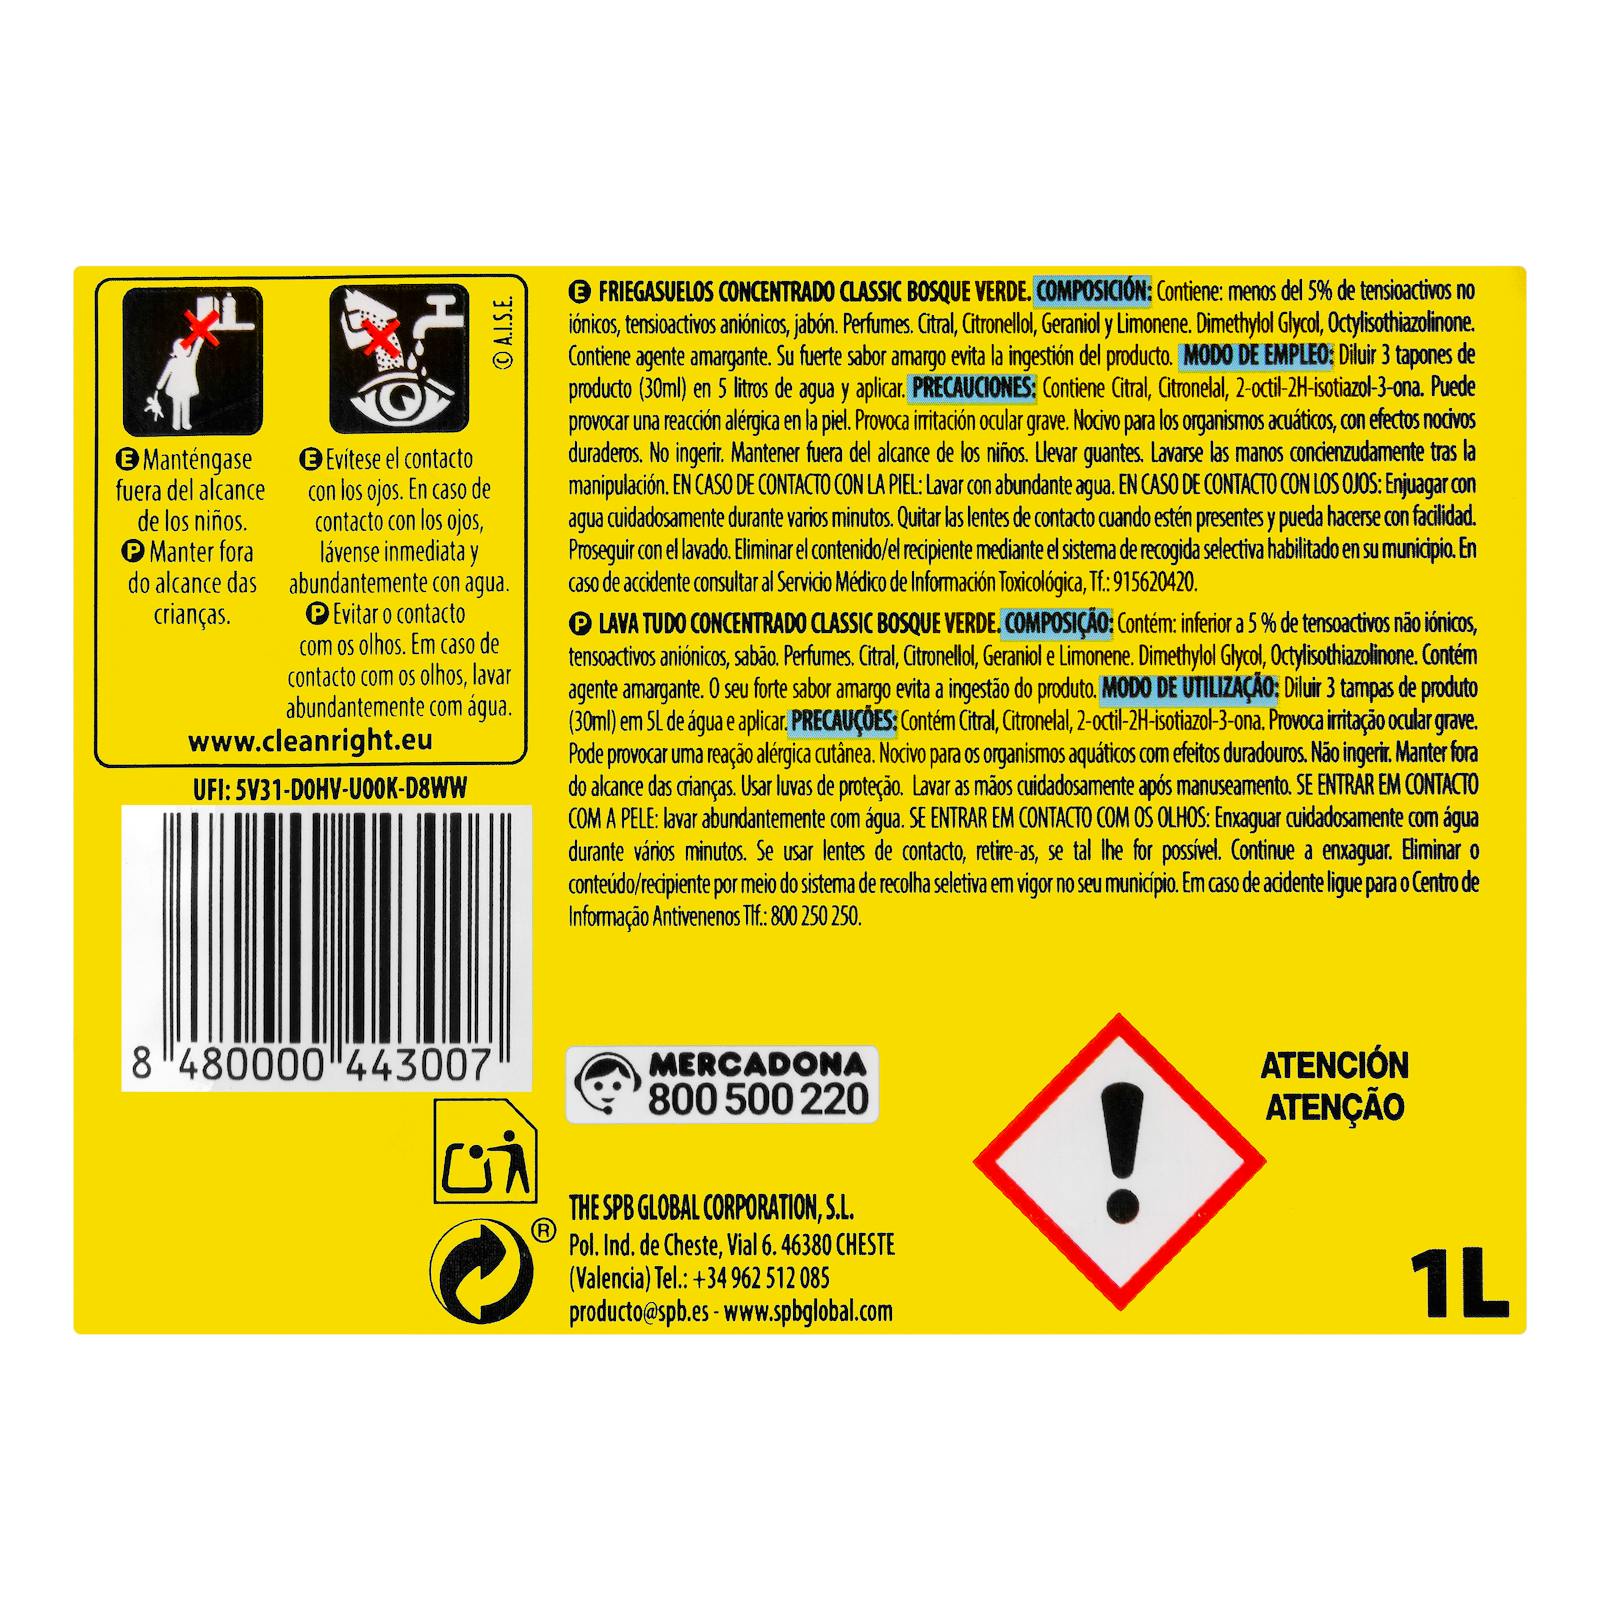 © A.I.S.E.
E Manténgase
fuera del alcance
de los niños.
P Manter fora
do alcance das
crianças.
E Evítese el contacto
con los ojos. En caso de
contacto con los ojos,
lávense inmediata y
abundantemente con agua.
P Evitar o contacto
com os olhos. Em caso de
contacto com os olhos, lavar
abundantemente com água.
www.cleanright.eu
UFI: 5V31-D0HV-U00K-D8WW
8 480000 443007
E FRIEGASUELOS CONCENTRADO CLASSIC BOSQUE VERDE. COMPOSICIÓN: Contiene: menos del 5% de tensioactivos no
iónicos, tensioactivos aniónicos, jabón. Perfumes. Citral, Citronellol, Geraniol y Limonene. Dimethylol Glycol, Octylisothiazolinone.
Contiene agente amargante. Su fuerte sabor amargo evita la ingestión del producto. MODO DE EMPLEO: Diluir 3 tapones de
producto (30ml) en 5 litros de agua y aplicar. PRECAUCIONES: Contiene Citral, Citronelal, 2-octil-2H-isotiazol-3-ona. Puede
provocar una reacción alérgica en la piel. Provoca irritación ocular grave. Nocivo para los organismos acuáticos, con efectos nocivos
duraderos. No ingerir. Mantener fuera del alcance de los niños. Llevar guantes. Lavarse las manos concienzudamente tras la
manipulación. EN CASO DE CONTACTO CON LA PIEL: Lavar con abundante agua. EN CASO DE CONTACTO CON LOS OJOS: Enjuagar con
agua cuidadosamente durante varios minutos. Quitar las lentes de contacto cuando estén presentes y pueda hacerse con facilidad.
Proseguir con el lavado. Eliminar el contenido/el recipiente mediante el sistema de recogida selectiva habilitado en su municipio. En
caso de accidente consultar al Servicio Médico de Información Toxicológica, Tf.: 915620420.
P LAVA TUDO CONCENTRADO CLASSIC BOSQUE VERDE. COMPOSIÇÃO: Contém: inferior a 5 % de tensoactivos não iónicos,
tensoactivos aniónicos, sabão. Perfumes. Citral, Citronellol, Geraniol e Limonene. Dimethylol Glycol, Octylisothiazolinone. Contém
agente amargante. O seu forte sabor amargo evita a ingestão do produto. MODO DE UTILIZAÇÃO: Diluir 3 tampas de produto
(30ml) em 5L de água e aplicar. PRECAUÇÕES: Contém Citral, Citronelal, 2-octil-2H-isotiazol-3-ona. Provoca irritação ocular grave.
Pode provocar uma reação alérgica cutânea. Nocivo para os organismos aquáticos com efeitos duradouros. Não ingerir. Manter fora
do alcance das crianças. Usar luvas de proteção. Lavar as mãos cuidadosamente após manuseamento. SE ENTRAR EM CONTACTO
COM A PELE: lavar abundantemente com água. SE ENTRAR EM CONTACTO COM OS OLHOS: Enxaguar cuidadosamente com água
durante vários minutos. Se usar lentes de contacto, retire-as, se tal lhe for possível. Continue a enxaguar. Eliminar o
conteúdo/recipiente por meio do sistema de recolha seletiva em vigor no seu município. Em caso de acidente ligue para o Centro de
Informação Antivenenos Tlf.: 800 250 250.
MERCADONA
800 500 220
ATENCIÓN
ATENÇÃO
®
THE SPB GLOBAL CORPORATION, S.L.
Pol. Ind. de Cheste, Vial 6. 46380 CHESTE
(Valencia) Tel.: +34 962 512 085
producto@spb.es - www.spbglobal.com
1L